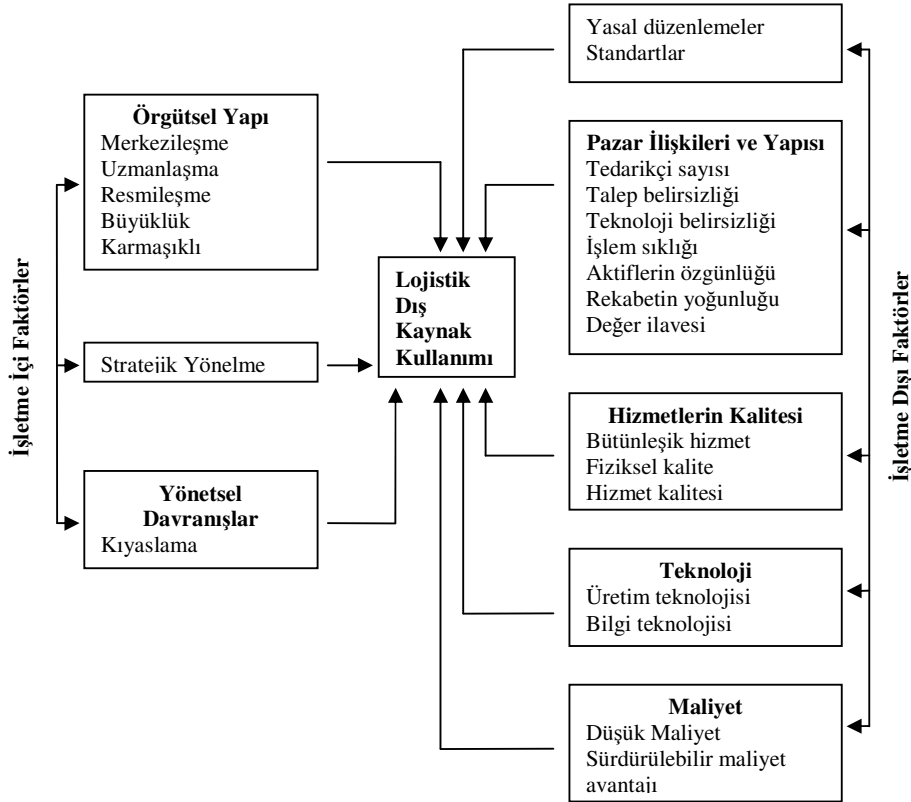 İşletme İçi Faktörler
Örgütsel Yapı
Merkezileşme
Uzmanlaşma
Resmileşme
Büyüklük
Karmaşıklı
Stratejik Yönelme
Yönetsel
Davranışlar
Kıyaslama
Lojistik
Dış
Kaynak
Kullanımı
Yasal düzenlemeler
Standartlar
Pazar İlişkileri ve Yapısı
Tedarikçi sayısı
Talep belirsizliği
Teknoloji belirsizliği
İşlem sıklığı
Aktiflerin özgünlüğü
Rekabetin yoğunluğu
Değer ilavesi
Hizmetlerin Kalitesi
Bütünleşik hizmet
Fiziksel kalite
Hizmet kalitesi
Teknoloji
Üretim teknolojisi
Bilgi teknolojisi
Maliyet
Düşük Maliyet
Sürdürülebilir maliyet
avantajı
İşletme Dışı Faktörler